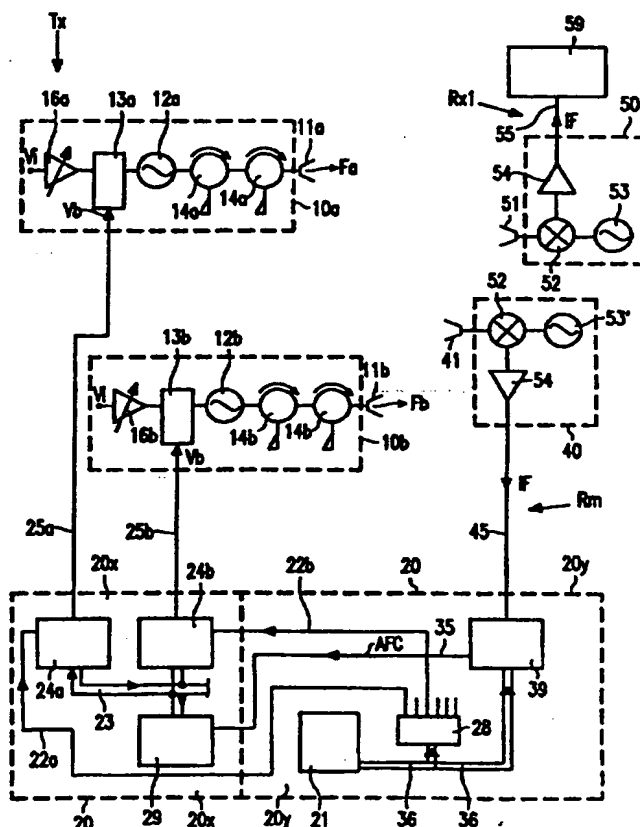 Tx
59
16a
13a
12a
11a
Rx1
55
IF
50
Vi
Fa
54
14a
14a
10a
Vb
51
53
52
52
53'
13b
12b
11b
41
Vi
Fb
54
16b
14b
14b
10b
40
Vb
IF
Rm
25a
25b
45
20x
24b
22b
20
20y
AFC
35
24a
23
39
28
22a
29
21
36
36
20
20x
20y